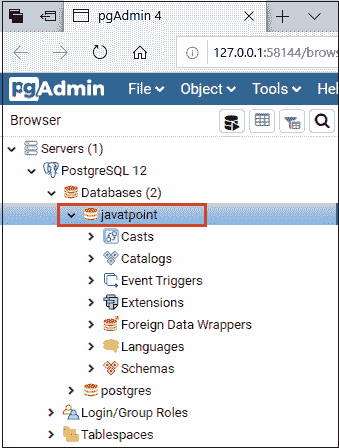 pgAdmin 4
127.0.0.1:58144/brows
pgAdmin File Object Tools Hel
Browser
Servers (1)
PostgreSQL 12
Databases (2)
javatpoint
Casts
Catalogs
Event Triggers
Extensions
Foreign Data Wrappers
Languages
Schemas
postgres
Login/Group Roles
Tablespaces